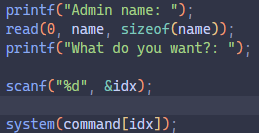 printf("Admin name: ");
read(0, name, sizeof(name));
printf("What do you want?: ");
scanf("%d", &idx);
system(command[idx]);